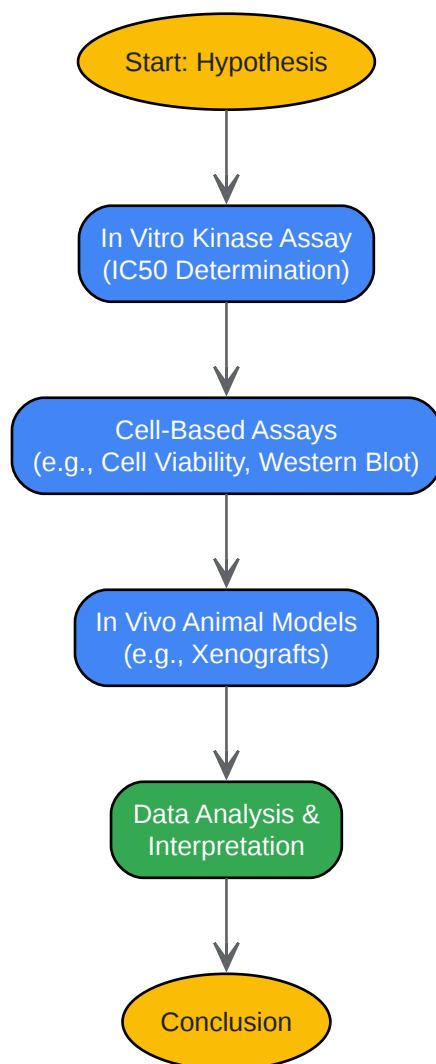 Start: Hypothesis
In Vitro Kinase Assay
(IC50 Determination)
Cell-Based Assays
(e.g., Cell Viability, Western Blot)
In Vivo Animal Models
(e.g., Xenografts)
Data Analysis &
Interpretation
Conclusion